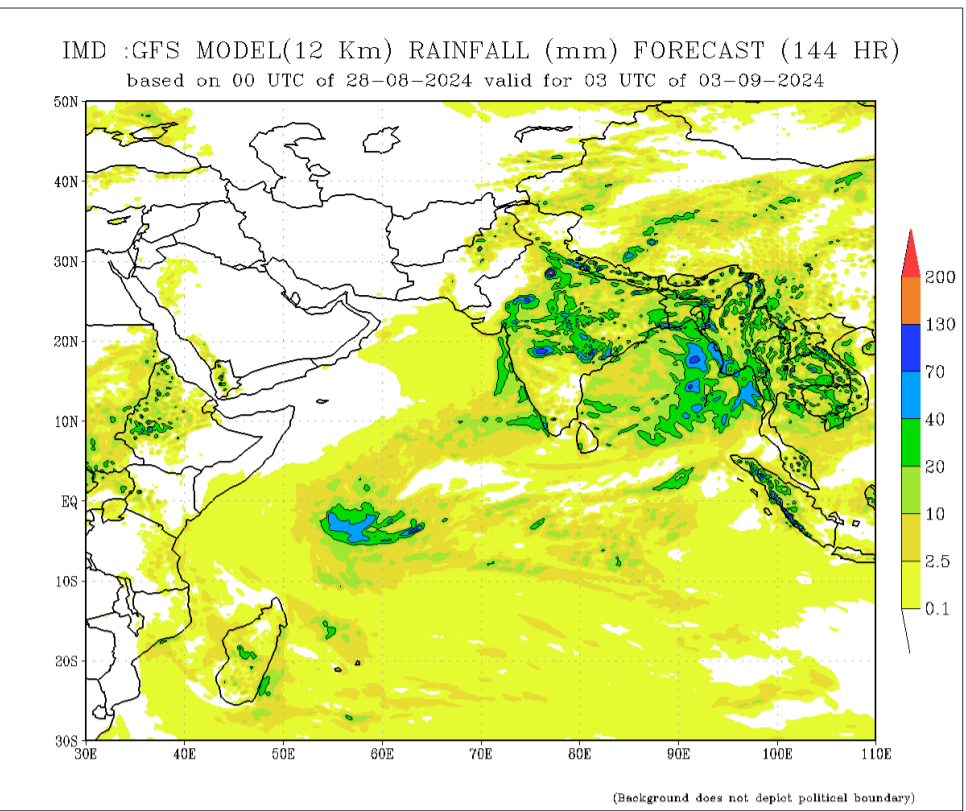 IMD :GFS MODEL(12 Km) RAINFALL (mm) FORECAST (144 HR)
based on 00 UTC of 28-08-2024 valid for 03 UTC of 03-09-2024
50N
40N
30N
20N
10N
EQ
10S
20S
30S
30E 40E 50E 60E 70E 80E 90E 100E 110E
200
130
70
40
20
10
2.5
0.1
(Background does not depict political boundary)